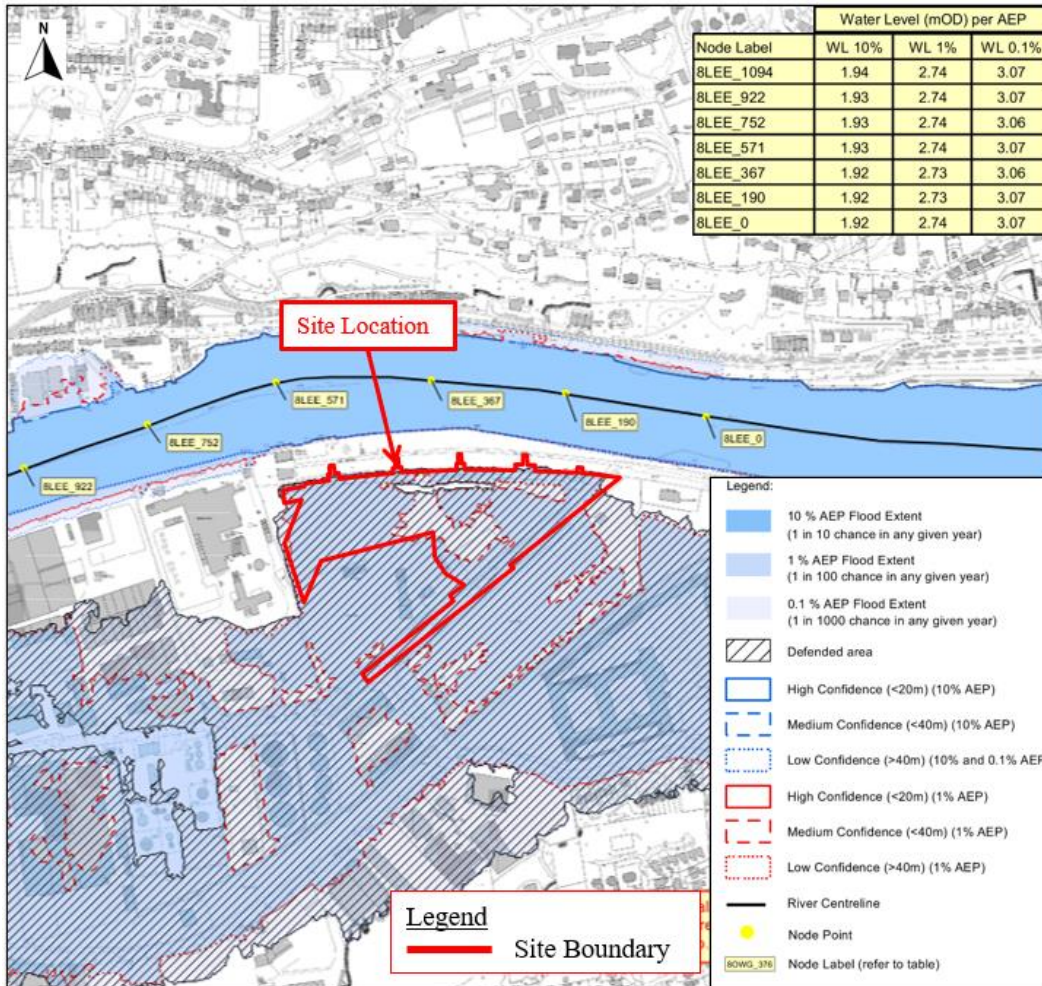 N
Water Level (mOD) per AEP
Node Label WL 10% WL 1% WL 0.1%
8LEE_1094 1.94 2.74 3.07
8LEE_922 1.93 2.74 3.07
8LEE_752 1.93 2.74 3.06
8LEE_571 1.93 2.74 3.07
8LEE_367 1.92 2.73 3.06
8LEE_190 1.92 2.73 3.07
8LEE_0 1.92 2.74 3.07
Site Location
8LEE_571
8LEE_367
8LEE_190
8LEE_0
8LEE_752
8LEE_922
Legend:
10 % AEP Flood Extent
(1 in 10 chance in any given year)
1 % AEP Flood Extent
(1 in 100 chance in any given year)
0.1 % AEP Flood Extent
(1 in 1000 chance in any given year)
Defended area
High Confidence (<20m) (10% AEP)
Medium Confidence (<40m) (10% AEP)
Low Confidence (>40m) (10% and 0.1% AEP
High Confidence (<20m) (1% AEP)
Medium Confidence (<40m) (1% AEP)
Low Confidence (>40m) (1% AEP)
River Centreline
Node Point
8OWG_376 Node Label (refer to table)
Legend
Site Boundary